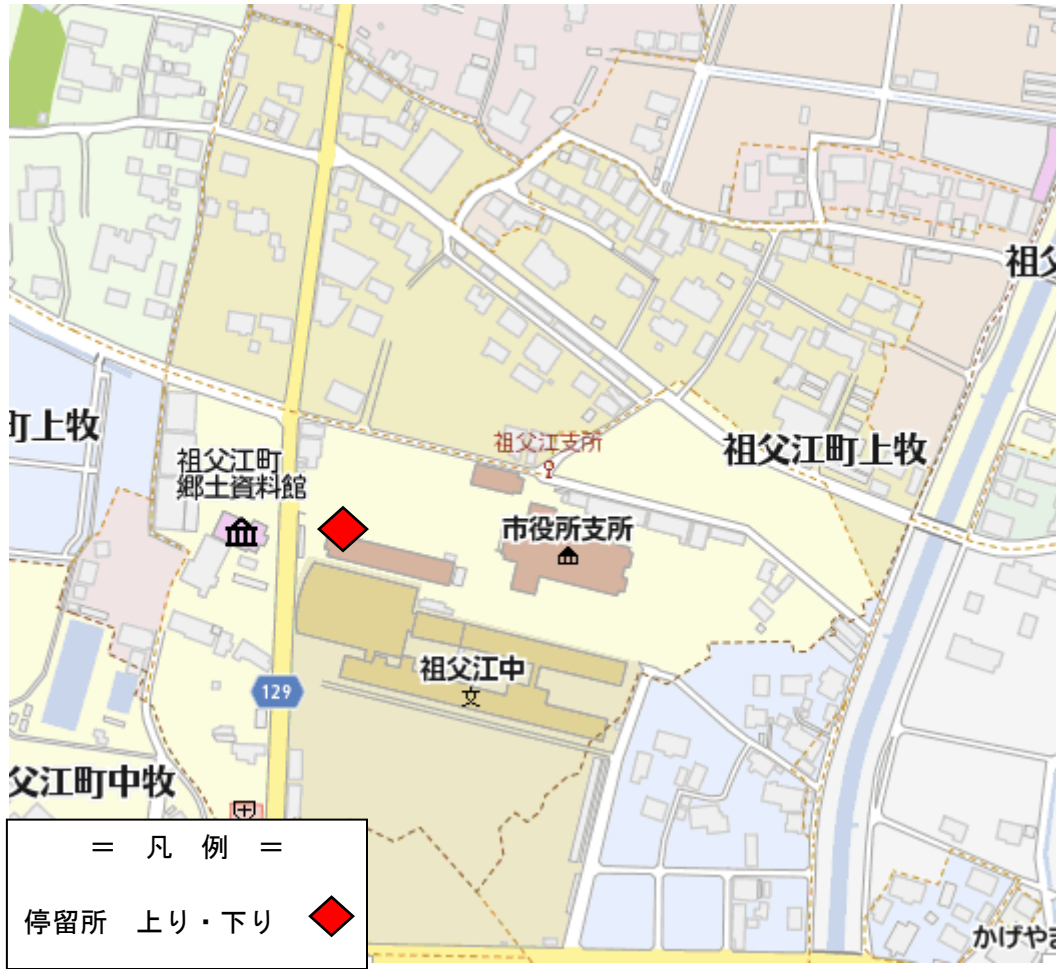 祖父
町上牧
祖父江支所
祖父江町上牧
祖父江町
郷土資料館
市役所支所
祖父江中
文
129
父江町中牧
＝ 凡 例 ＝
停留所 上り・下り
かげやま